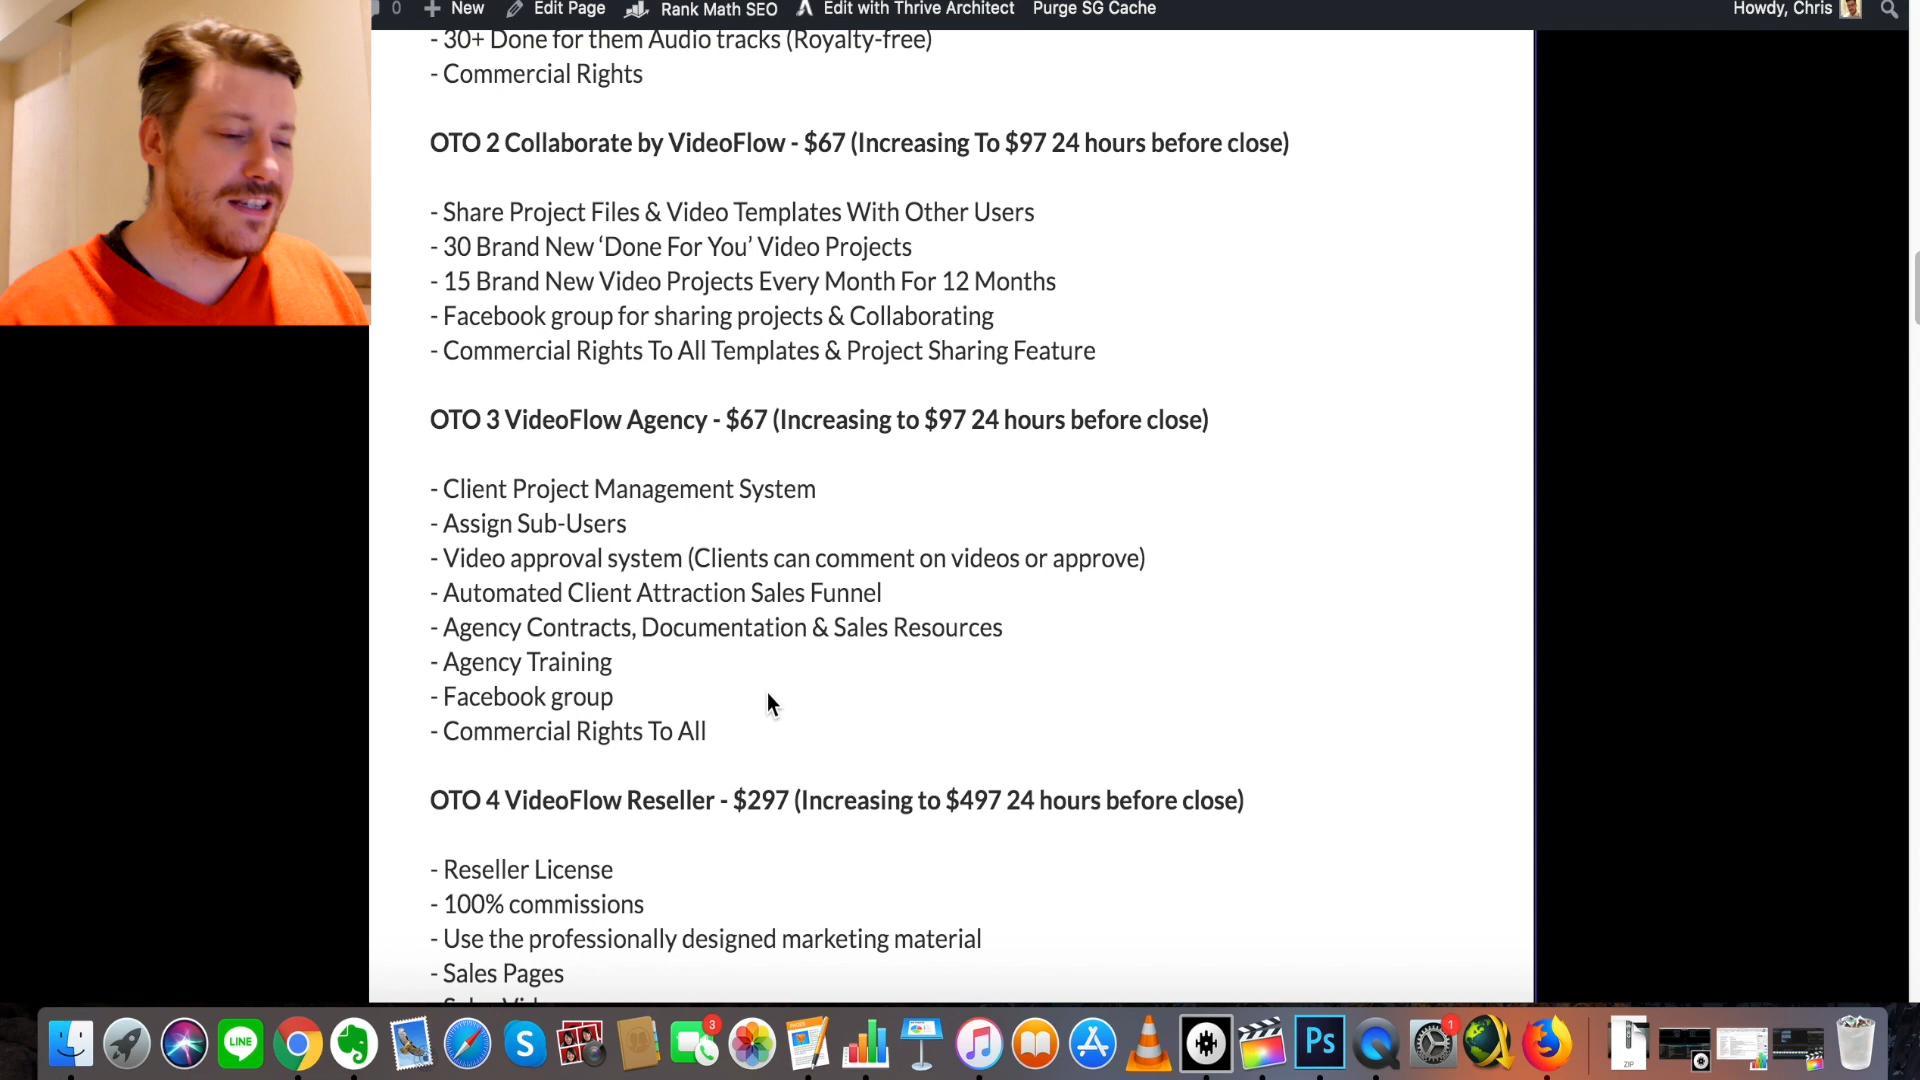 0 New Edit Page Rank Math SEO Edit with Thrive Architect Purge SG Cache Howdy, Chris
- 30+ Done for them Audio tracks (Royalty-free)
- Commercial Rights
OTO 2 Collaborate by VideoFlow - $67 (Increasing To $97 24 hours before close)
- Share Project Files & Video Templates With Other Users
- 30 Brand New ‘Done For You’ Video Projects
- 15 Brand New Video Projects Every Month For 12 Months
- Facebook group for sharing projects & Collaborating
- Commercial Rights To All Templates & Project Sharing Feature
OTO 3 VideoFlow Agency - $67 (Increasing to $97 24 hours before close)
- Client Project Management System
- Assign Sub-Users
- Video approval system (Clients can comment on videos or approve)
- Automated Client Attraction Sales Funnel
- Agency Contracts, Documentation & Sales Resources
- Agency Training
- Facebook group
- Commercial Rights To All
OTO 4 VideoFlow Reseller - $297 (Increasing to $497 24 hours before close)
- Reseller License
- 100% commissions
- Use the professionally designed marketing material
- Sales Pages
LINE
S
3
PAGES
Ps
1
ZIP